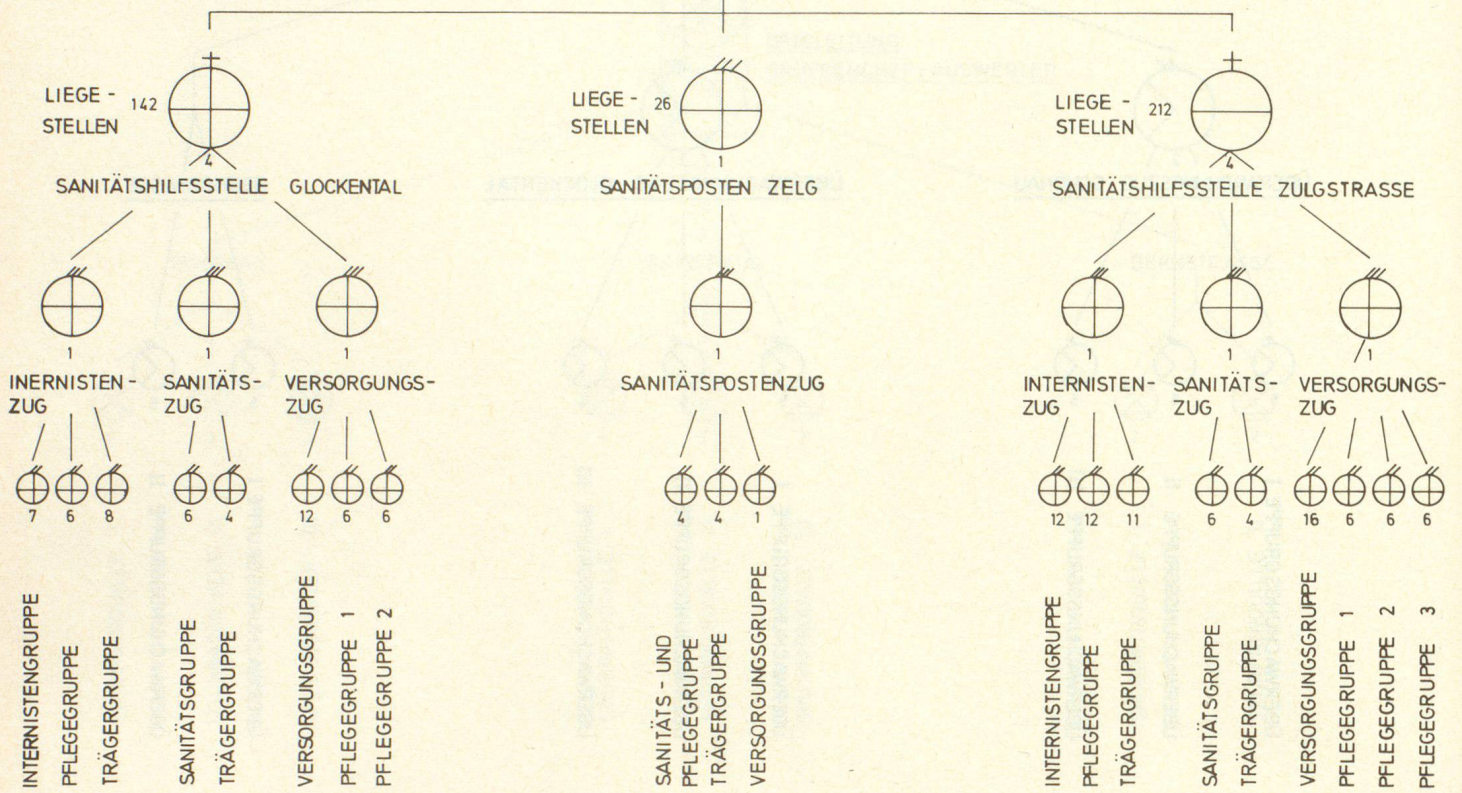 LIEGE - 142
STELLEN
4
SANITÄTSHILFSSTELLE GLOCKENTAL
LIEGE - 26
STELLEN
1
SANITÄTSPOSTEN ZELG
LIEGE - 212
STELLEN
4
SANITÄTSHILFSSTELLE ZULGSTRASSE
1
INERNISTEN-
ZUG
1
SANITÄTS-
ZUG
1
VERSORGUNGS-
ZUG
1
SANITÄTSPOSTENZUG
1
INTERNISTEN-
ZUG
1
SANITÄTS-
ZUG
1
VERSORGUNGS-
ZUG
7 6 8 6 4 12 6 6 4 4 1 12 12 11 6 4 16 6 6 6
INTERNISTENGRUPPE
PFLEGEGRUPPE
TRÄGERGRUPPE
SANITÄTSGRUPPE
TRÄGERGRUPPE
VERSORGUNGSGRUPPE
PFLEGEGRUPPE 1
PFLEGEGRUPPE 2
SANITÄTS - UND
PFLEGEGRUPPE
TRÄGERGRUPPE
VERSORGUNGSGRUPPE
INTERNISTENGRUPPE
PFLEGEGRUPPE
TRÄGERGRUPPE
SANITÄTSGRUPPE
TRÄGERGRUPPE
VERSORGUNGSGRUPPE
PFLEGEGRUPPE 1
PFLEGEGRUPPE 2
PFLEGEGRUPPE 3